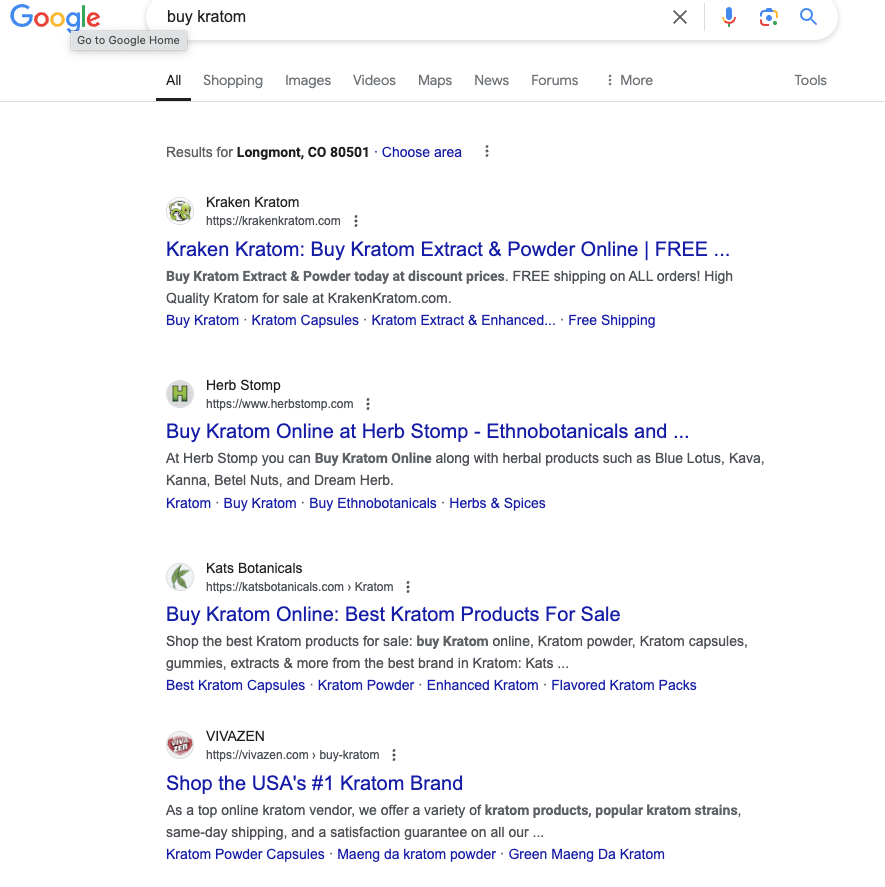 Google
buy kratom
Go to Google Home
All Shopping Images Videos Maps News Forums More Tools
Results for Longmont, CO 80501 · Choose area
Kraken Kratom
https://krakenkratom.com
Kraken Kratom: Buy Kratom Extract & Powder Online | FREE ...
Buy Kratom Extract & Powder today at discount prices. FREE shipping on ALL orders! High
Quality Kratom for sale at KrakenKratom.com.
Buy Kratom · Kratom Capsules · Kratom Extract & Enhanced... · Free Shipping
H
Herb Stomp
https://www.herbstomp.com
Buy Kratom Online at Herb Stomp - Ethnobotanicals and ...
At Herb Stomp you can Buy Kratom Online along with herbal products such as Blue Lotus, Kava,
Kanna, Betel Nuts, and Dream Herb.
Kratom · Buy Kratom · Buy Ethnobotanicals · Herbs & Spices
Kats Botanicals
https://katsbotanicals.com › Kratom
Buy Kratom Online: Best Kratom Products For Sale
Shop the best Kratom products for sale: buy Kratom online, Kratom powder, Kratom capsules,
gummies, extracts & more from the best brand in Kratom: Kats ...
Best Kratom Capsules · Kratom Powder · Enhanced Kratom · Flavored Kratom Packs
VIVA
ZEN
VIVAZEN
https://vivazen.com › buy-kratom
Shop the USA's #1 Kratom Brand
As a top online kratom vendor, we offer a variety of kratom products, popular kratom strains,
same-day shipping, and a satisfaction guarantee on all our ...
Kratom Powder Capsules · Maeng da kratom powder · Green Maeng Da Kratom